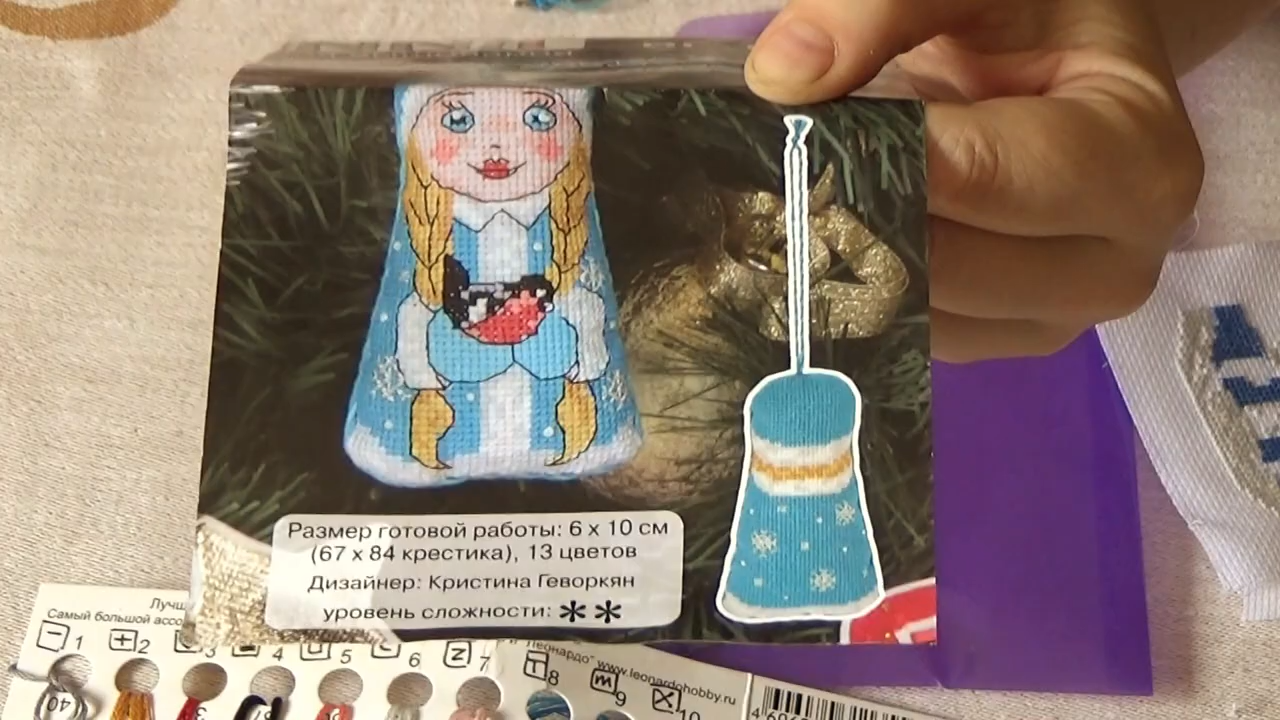 Размер готовой работы: 6 x 10 см
(67 x 84 крестика), 13 цветов
Дизайнер: Кристина Геворкян
уровень сложности: * *
Самый большой
1 2 3 4 5 6 7 8 9 10
Леонардо" www.leonardohobby.ru